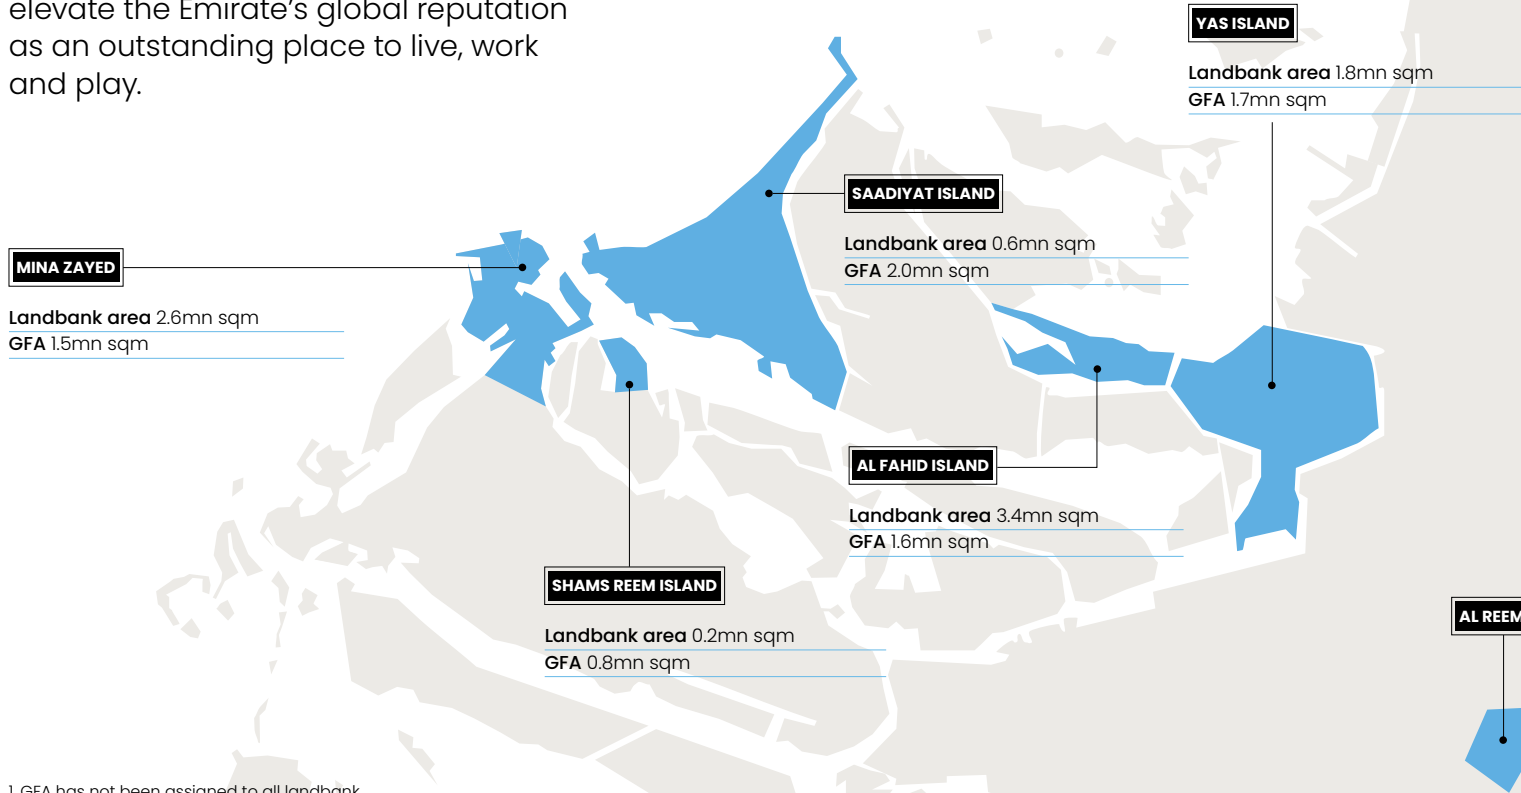 elevate the Emirate's global reputation
as an outstanding place to live, work
and play.
YAS ISLAND
Landbank area 1.8mn sqm
GFA 1.7mn sqm
SAADIYAT ISLAND
Landbank area 0.6mn sqm
GFA 2.0mn sqm
MINA ZAYED
Landbank area 2.6mn sqm
GFA 1.5mn sqm
AL FAHID ISLAND
Landbank area 3.4mn sqm
GFA 1.6mn sqm
SHAMS REEM ISLAND
Landbank area 0.2mn sqm
GFA 0.8mn sqm
AL REEM
1. GFA has not been assigned to all landbank